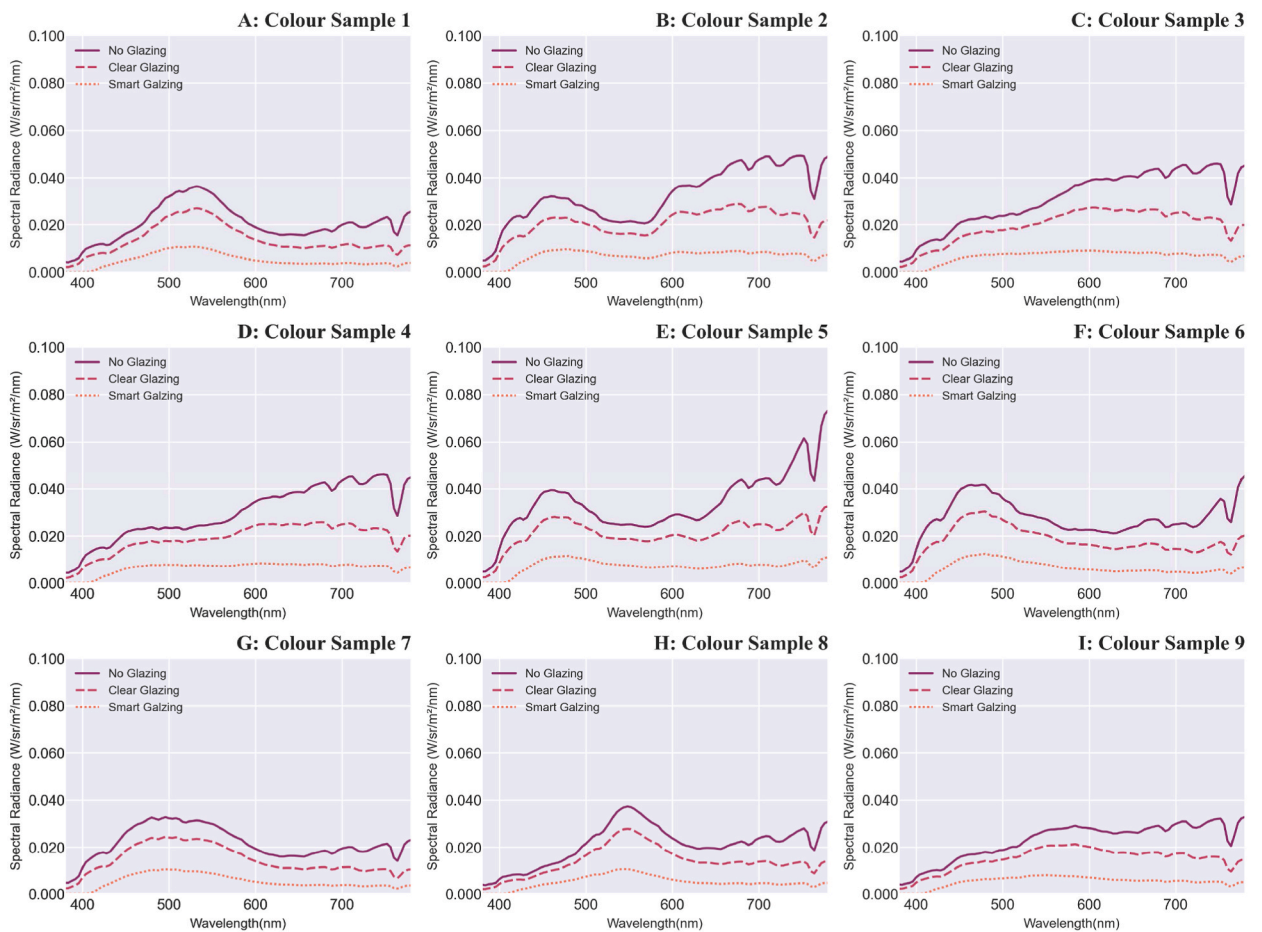 A: Colour Sample 1
B: Colour Sample 2
C: Colour Sample 3
Spectral Radiance (W/sr/m²/nm)
0.100
0.080
0.060
0.040
0.020
0.000
No Glazing
Clear Glazing
Smart Galzing
400
500
600
700
Wavelength(nm)
Spectral Radiance (W/sr/m²/nm)
0.100
0.080
0.060
0.040
0.020
0.000
No Glazing
Clear Glazing
Smart Galzing
400
500
600
700
Wavelength(nm)
Spectral Radiance (W/sr/m²/nm)
0.100
0.080
0.060
0.040
0.020
0.000
No Glazing
Clear Glazing
Smart Galzing
400
500
600
700
Wavelength(nm)
D: Colour Sample 4
E: Colour Sample 5
F: Colour Sample 6
Spectral Radiance (W/sr/m²/nm)
0.100
0.080
0.060
0.040
0.020
0.000
No Glazing
Clear Glazing
Smart Galzing
400
500
600
700
Wavelength(nm)
Spectral Radiance (W/sr/m²/nm)
0.100
0.080
0.060
0.040
0.020
0.000
No Glazing
Clear Glazing
Smart Galzing
400
500
600
700
Wavelength(nm)
Spectral Radiance (W/sr/m²/nm)
0.100
0.080
0.060
0.040
0.020
0.000
No Glazing
Clear Glazing
Smart Galzing
400
500
600
700
Wavelength(nm)
G: Colour Sample 7
H: Colour Sample 8
I: Colour Sample 9
Spectral Radiance (W/sr/m²/nm)
0.100
0.080
0.060
0.040
0.020
0.000
No Glazing
Clear Glazing
Smart Galzing
400
500
600
700
Wavelength(nm)
Spectral Radiance (W/sr/m²/nm)
0.100
0.080
0.060
0.040
0.020
0.000
No Glazing
Clear Glazing
Smart Galzing
400
500
600
700
Wavelength(nm)
Spectral Radiance (W/sr/m²/nm)
0.100
0.080
0.060
0.040
0.020
0.000
No Glazing
Clear Glazing
Smart Galzing
400
500
600
700
Wavelength(nm)